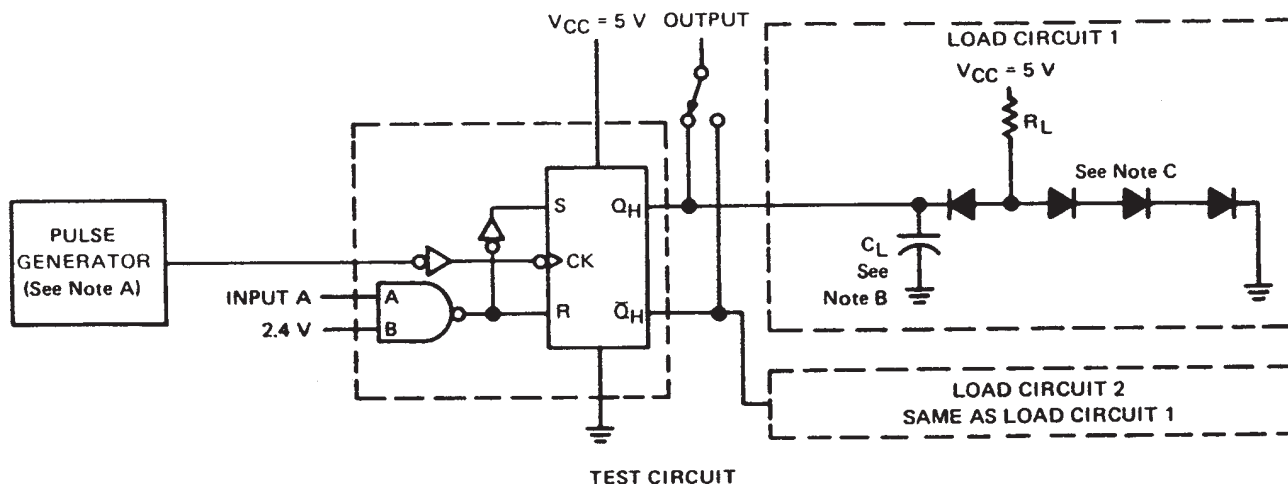 VCC = 5 V OUTPUT
LOAD CIRCUIT 1
VCC = 5 V
RL
See Note C
PULSE
GENERATOR
(See Note A)
S
QH
CK
CL
See
Note B
INPUT A
A
2.4 V
B
R
Q̄H
LOAD CIRCUIT 2
SAME AS LOAD CIRCUIT 1
TEST CIRCUIT